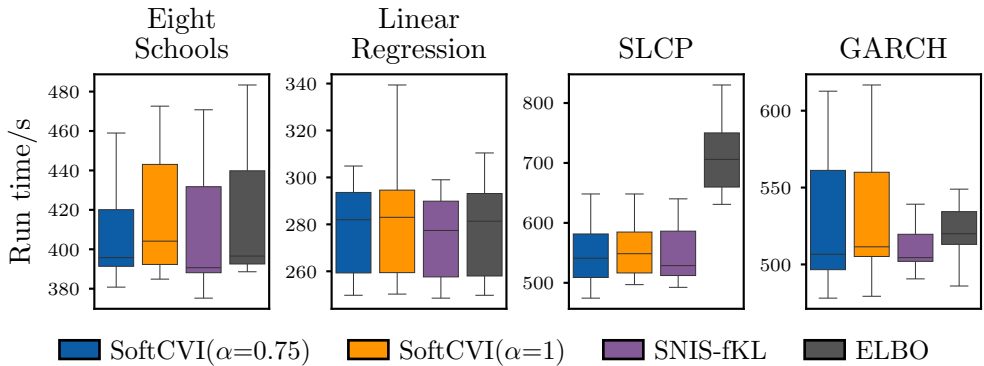 Eight
Schools
Linear
Regression
SLCP
GARCH
Run time/s
480
460
440
420
400
380
340
320
300
280
260
800
700
600
500
600
550
500
SoftCVI(α=0.75)
SoftCVI(α=1)
SNIS-fKL
ELBO